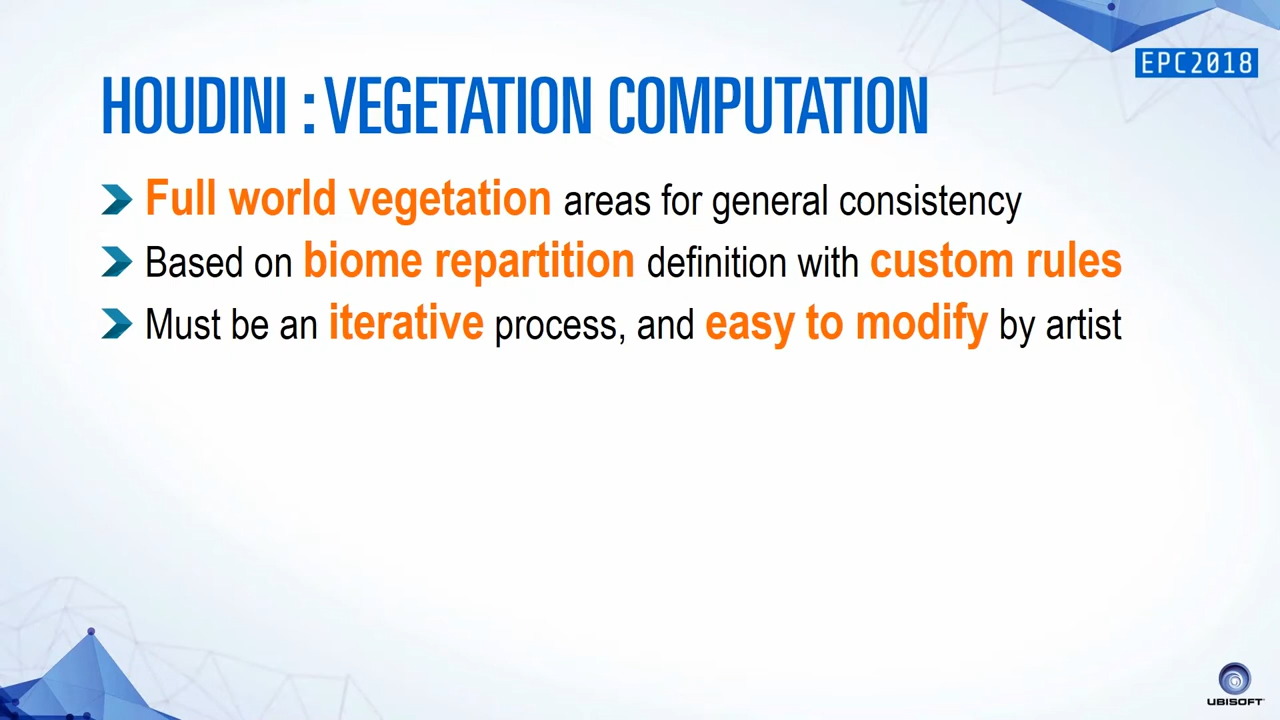 EPC2018
HOUDINI : VEGETATION COMPUTATION
Full world vegetation areas for general consistency
Based on biome repartition definition with custom rules
Must be an iterative process, and easy to modify by artist
UBISOFT